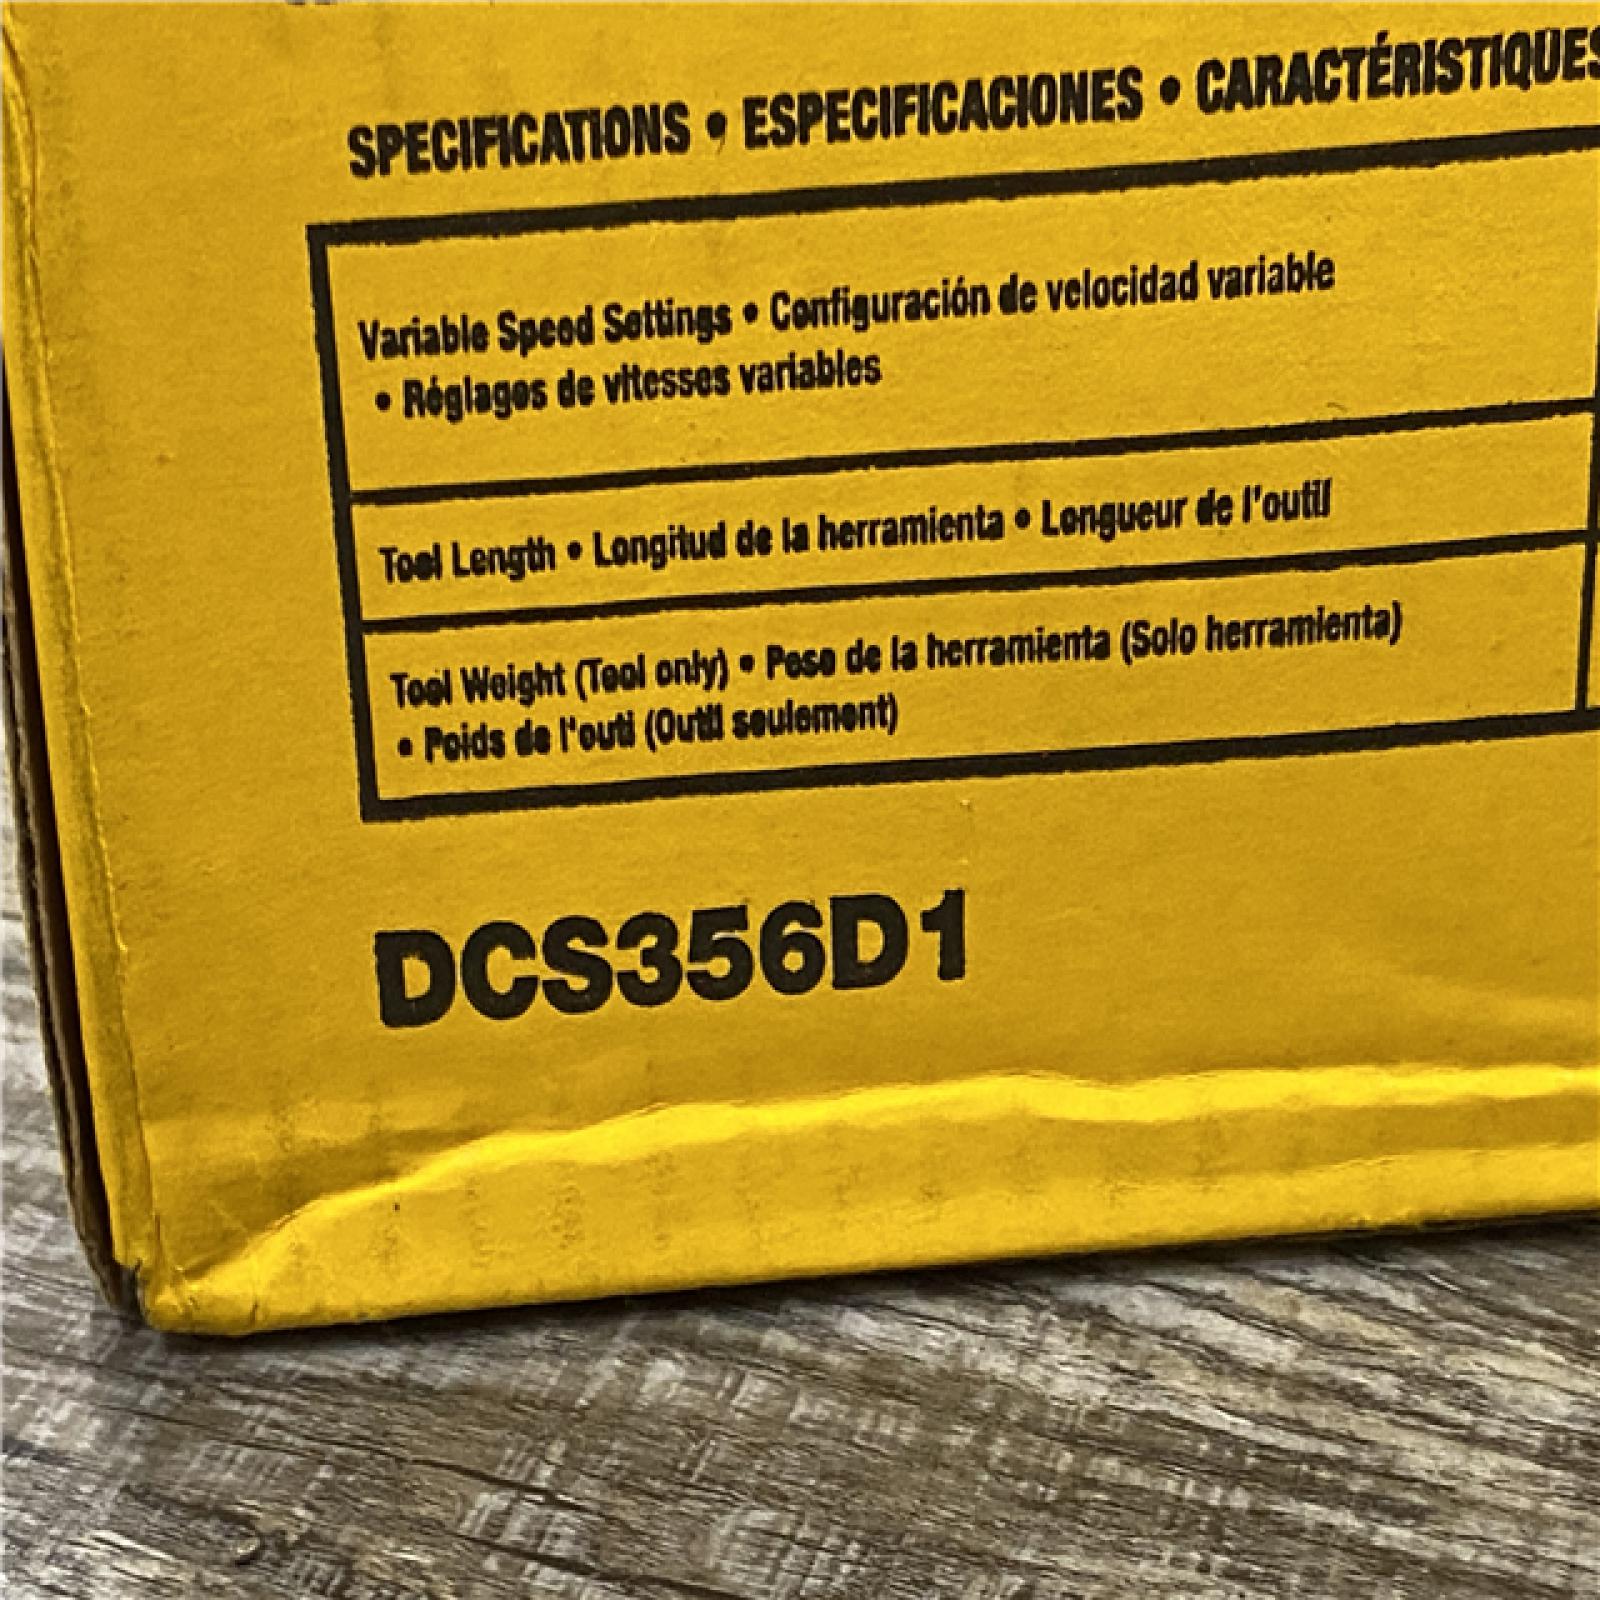 SPECIFICATIONS • ESPECIFICACIONES • CARACTÉRISTIQUES
Variable Speed Settings • Configuración de velocidad variable
• Réglages de vitesses variables
Tool Length • Longitud de la herramienta • Longueur de l'outil
Tool Weight (Tool only) • Peso de la herramienta (Solo herramienta)
• Poids de l'outi (Outil seulement)
DCS356D1